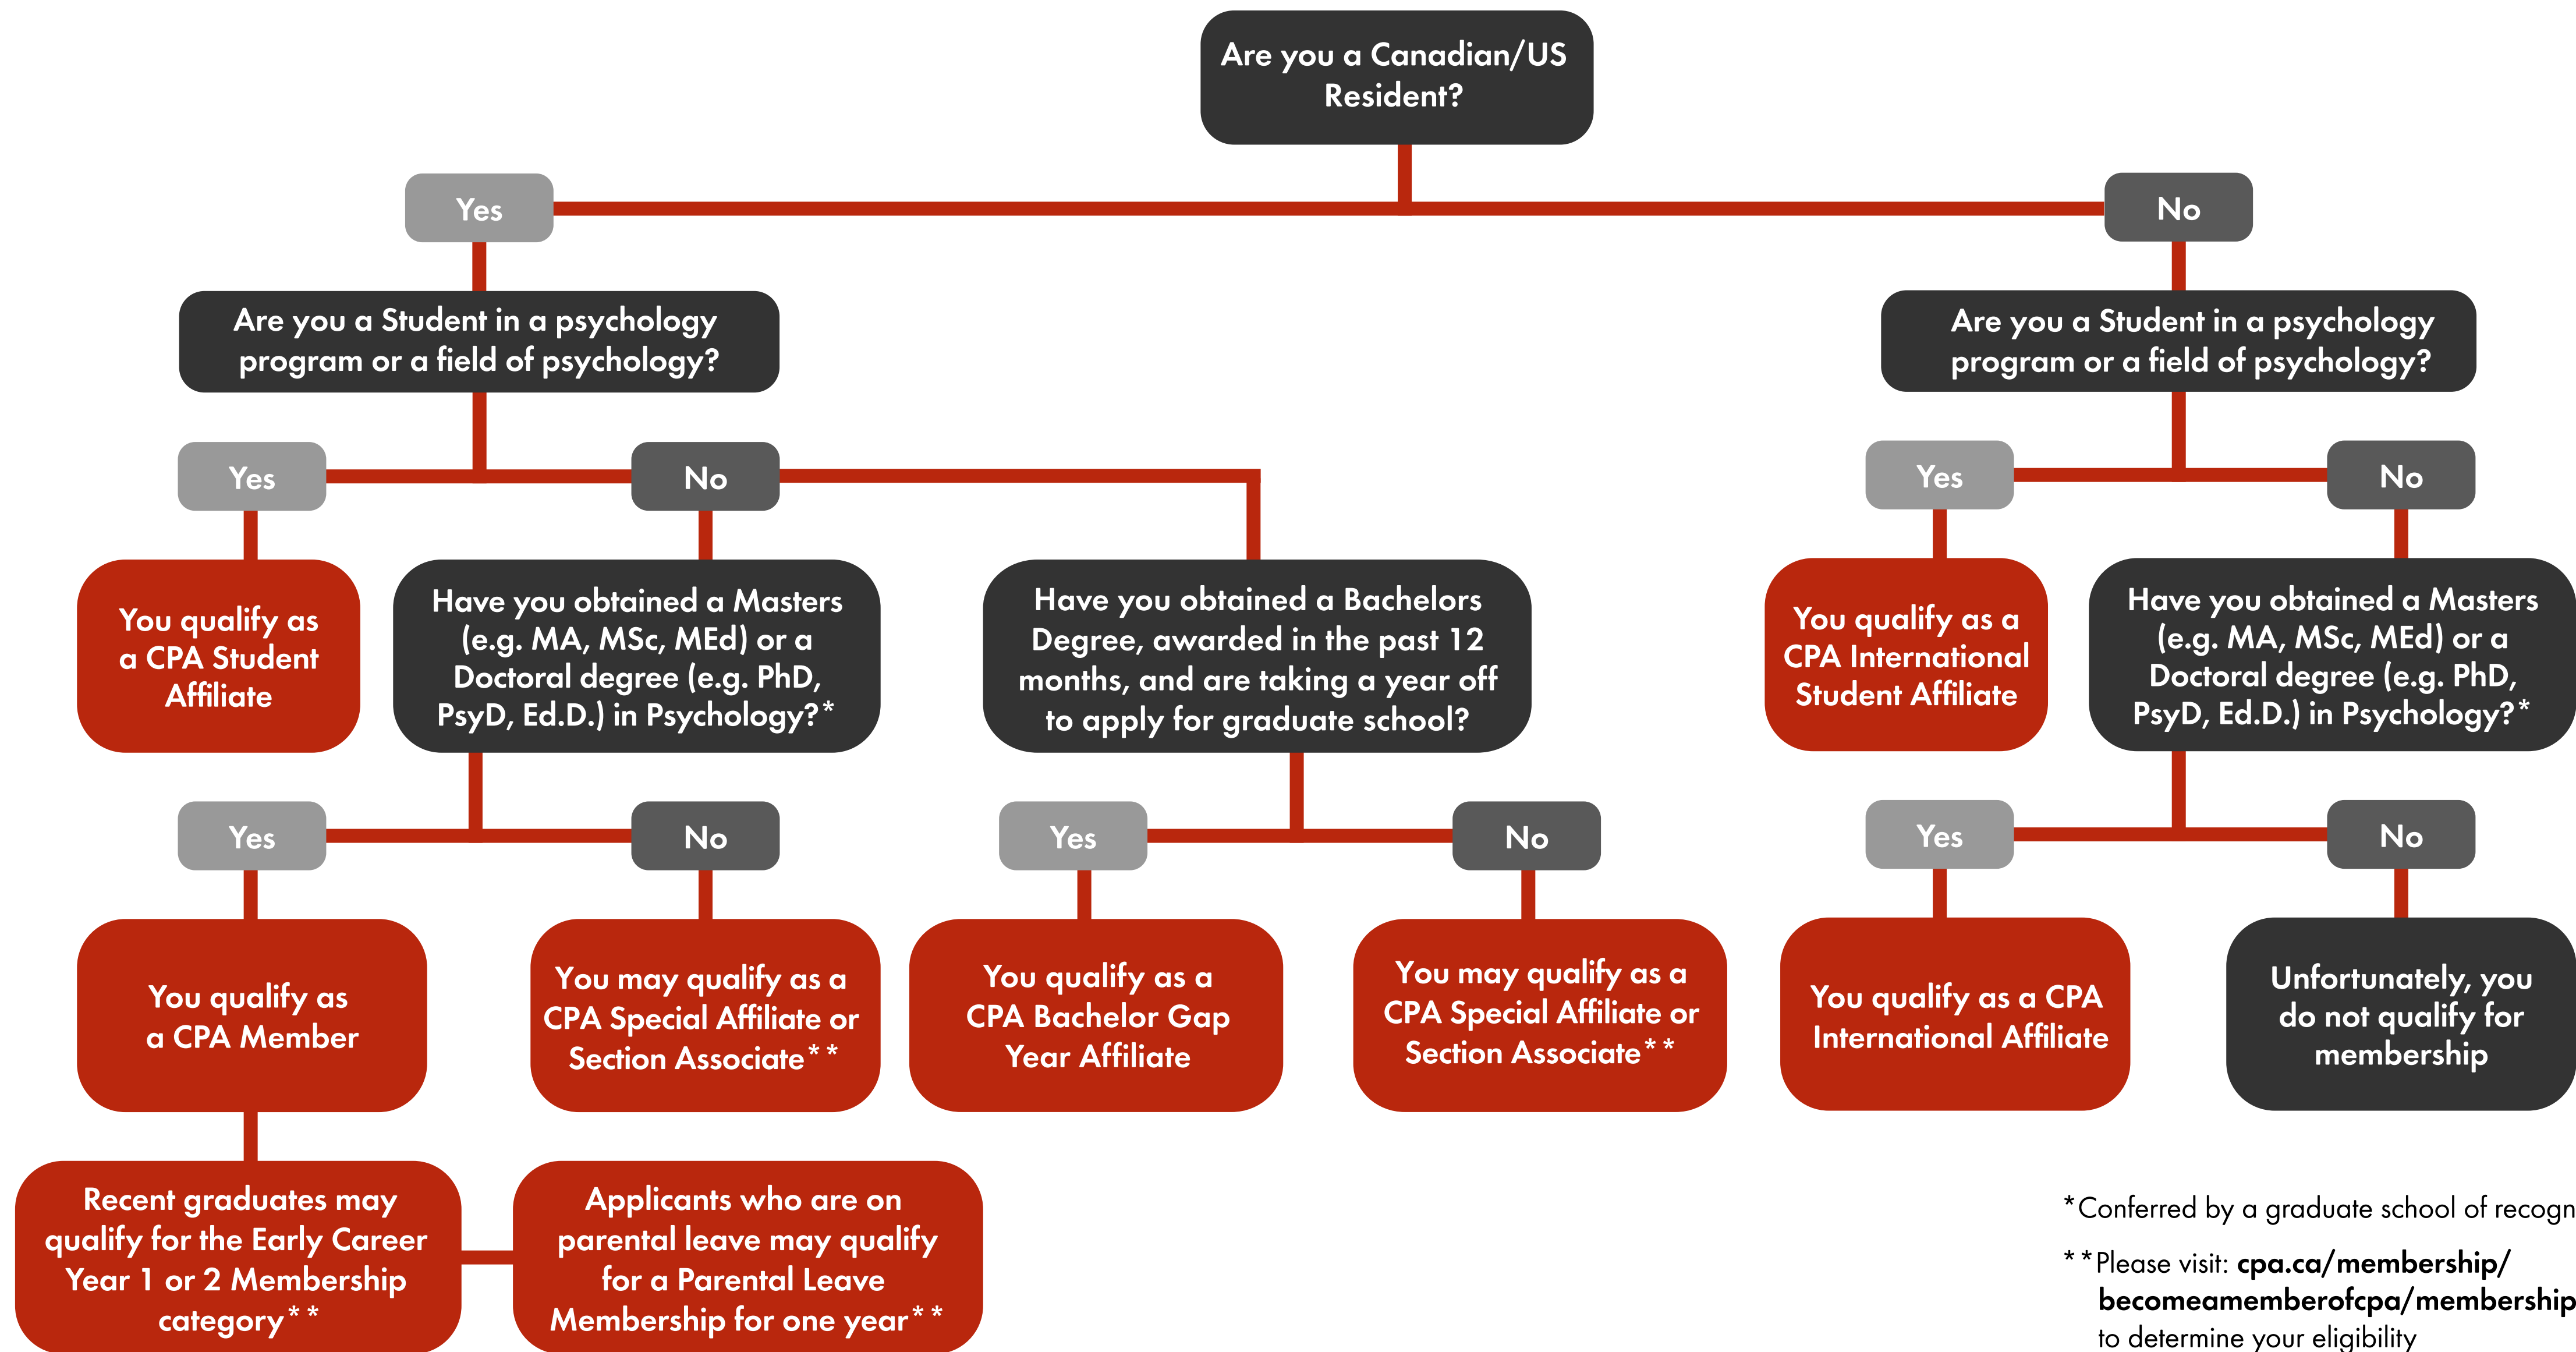 Are you a Canadian/US
Resident?
Yes
No
Are you a Student in a psychology
program or a field of psychology?
Are you a Student in a psychology
program or a field of psychology?
Yes
No
Yes
No
You qualify as
a CPA Student
Affiliate
Have you obtained a Masters
(e.g. MA, MSc, MEd) or a
Doctoral degree (e.g. PhD,
PsyD, Ed.D.) in Psychology?*
Have you obtained a Bachelors
Degree, awarded in the past 12
months, and are taking a year off
to apply for graduate school?
You qualify as a
CPA International
Student Affiliate
Have you obtained a Masters
(e.g. MA, MSc, MEd) or a
Doctoral degree (e.g. PhD,
PsyD, Ed.D.) in Psychology?*
Yes
No
Yes
No
Yes
No
You qualify as
a CPA Member
You may qualify as a
CPA Special Affiliate or
Section Associate**
You qualify as a
CPA Bachelor Gap
Year Affiliate
You may qualify as a
CPA Special Affiliate or
Section Associate**
You qualify as a CPA
International Affiliate
Unfortunately, you
do not qualify for
membership
Recent graduates may
qualify for the Early Career
Year 1 or 2 Membership
category**
Applicants who are on
parental leave may qualify
for a Parental Leave
Membership for one year**
*Conferred by a graduate school of
**Please visit: cpa.ca/membership/
becomeamemberofcpa/membership
to determine your eligibility